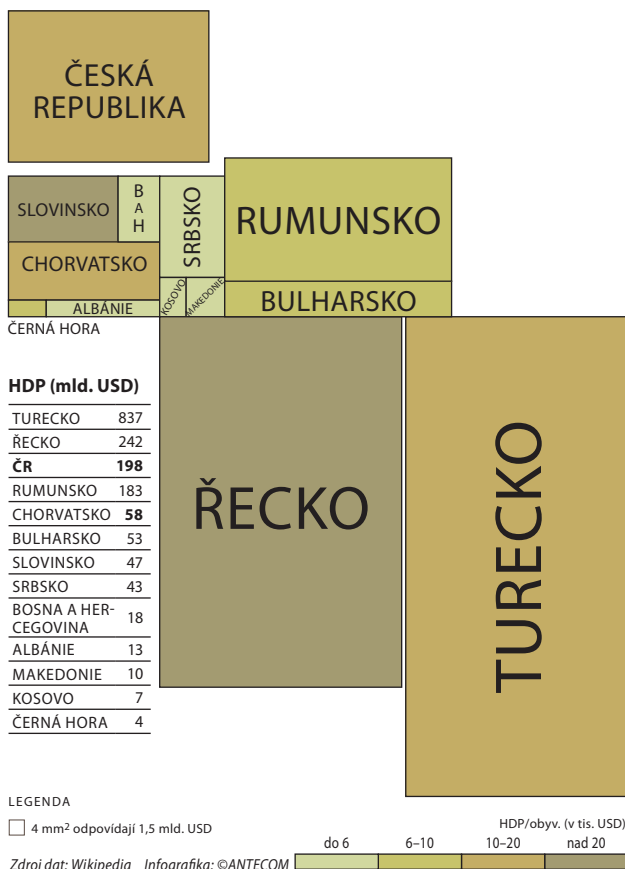 ČESKÁ
REPUBLIKA
SLOVINSKO
B
A
H
SRBSKO
RUMUNSKO
CHORVATSKO
KOSOVO
MAKEDONIE
BULHARSKO
ALBÁNIE
ČERNÁ HORA
ŘECKO
TURECKO
HDP (mld. USD)
TURECKO 837
ŘECKO 242
ČR 198
RUMUNSKO 183
CHORVATSKO 58
BULHARSKO 53
SLOVINSKO 47
SRBSKO 43
BOSNA A HER-
CEGOVINA 18
ALBÁNIE 13
MAKEDONIE 10
KOSOVO 7
ČERNÁ HORA 4
LEGENDA
4 mm² odpovídají 1,5 mld. USD
HDP/obyv. (v tis. USD)
do 6 6–10 10–20 nad 20
Zdroj dat: Wikipedia Infografika: ©ANTECOM